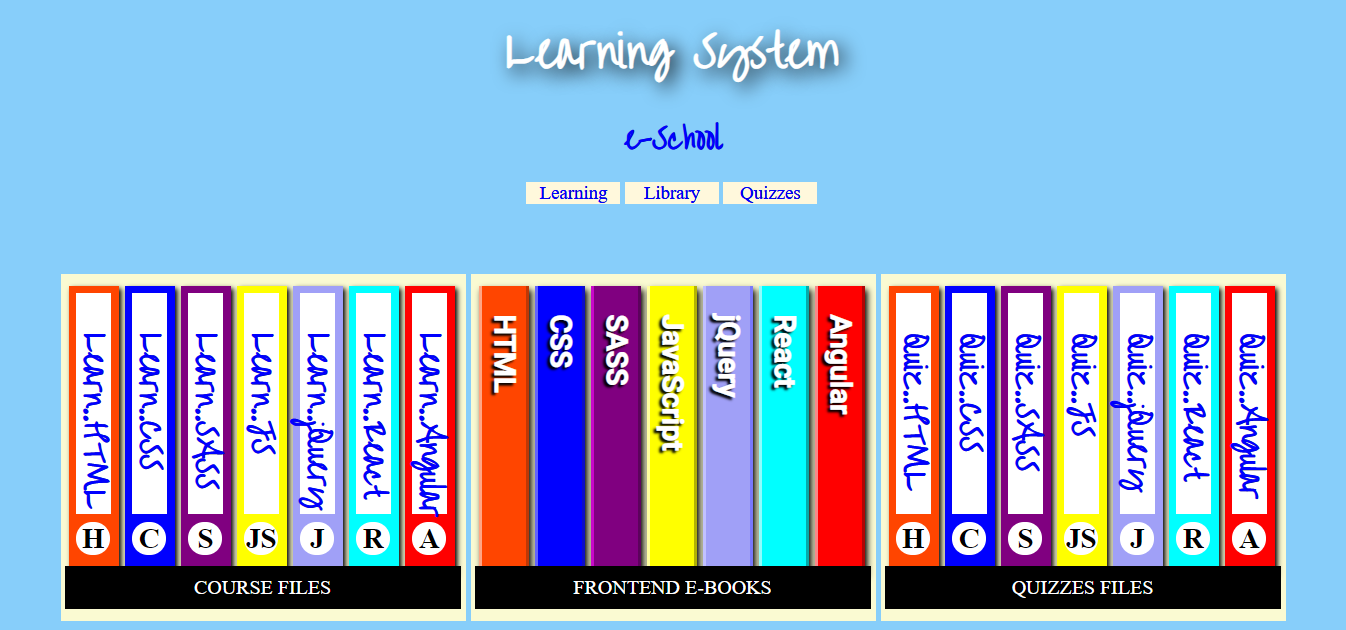 Learning System
e-School
Learning
Library
Quizzes
Learn..HTML
Learn..CSS
Learn..SASS
Learn..JS
Learn..jQuery
Learn..React
Learn..Angular
H
C
S
JS
J
R
A
COURSE FILES
HTML
CSS
SASS
JavaScript
jQuery
React
Angular
FRONTEND E-BOOKS
Quiz..HTML
Quiz..CSS
Quiz..SASS
Quiz..JS
Quiz..jQuery
Quiz..React
Quiz..Angular
H
C
S
JS
J
R
A
QUIZZES FILES